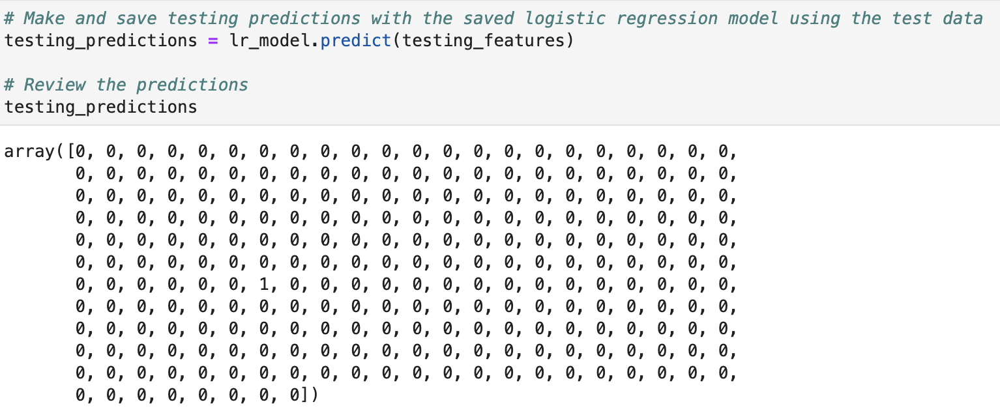 # Make and save testing predictions with the saved logistic regression model using the test data
testing_predictions = lr_model.predict(testing_features)
# Review the predictions
testing_predictions
array([0, 0, 0, 0, 0, 0, 0, 0, 0, 0, 0, 0, 0, 0, 0, 0, 0, 0, 0, 0, 0, 0,
0, 0, 0, 0, 0, 0, 0, 0, 0, 0, 0, 0, 0, 0, 0, 0, 0, 0, 0, 0, 0, 0,
0, 0, 0, 0, 0, 0, 0, 0, 0, 0, 0, 0, 0, 0, 0, 0, 0, 0, 0, 0, 0, 0,
0, 0, 0, 0, 0, 0, 0, 0, 0, 0, 0, 0, 0, 0, 0, 0, 0, 0, 0, 0, 0, 0,
0, 0, 0, 0, 0, 0, 0, 0, 0, 0, 0, 0, 0, 0, 0, 0, 0, 0, 0, 0, 0, 0,
0, 0, 0, 0, 0, 0, 0, 0, 0, 0, 0, 0, 0, 0, 0, 0, 0, 0, 0, 0, 0, 0,
0, 0, 0, 0, 0, 0, 1, 0, 0, 0, 0, 0, 0, 0, 0, 0, 0, 0, 0, 0, 0, 0,
0, 0, 0, 0, 0, 0, 0, 0, 0, 0, 0, 0, 0, 0, 0, 0, 0, 0, 0, 0, 0, 0,
0, 0, 0, 0, 0, 0, 0, 0, 0, 0, 0, 0, 0, 0, 0, 0, 0, 0, 0, 0, 0, 0,
0, 0, 0, 0, 0, 0, 0, 0, 0, 0, 0, 0, 0, 0, 0, 0, 0, 0, 0, 0, 0, 0,
0, 0, 0, 0, 0, 0, 0, 0, 0, 0, 0, 0, 0, 0, 0, 0, 0, 0, 0, 0, 0, 0,
0, 0, 0, 0, 0, 0, 0, 0])